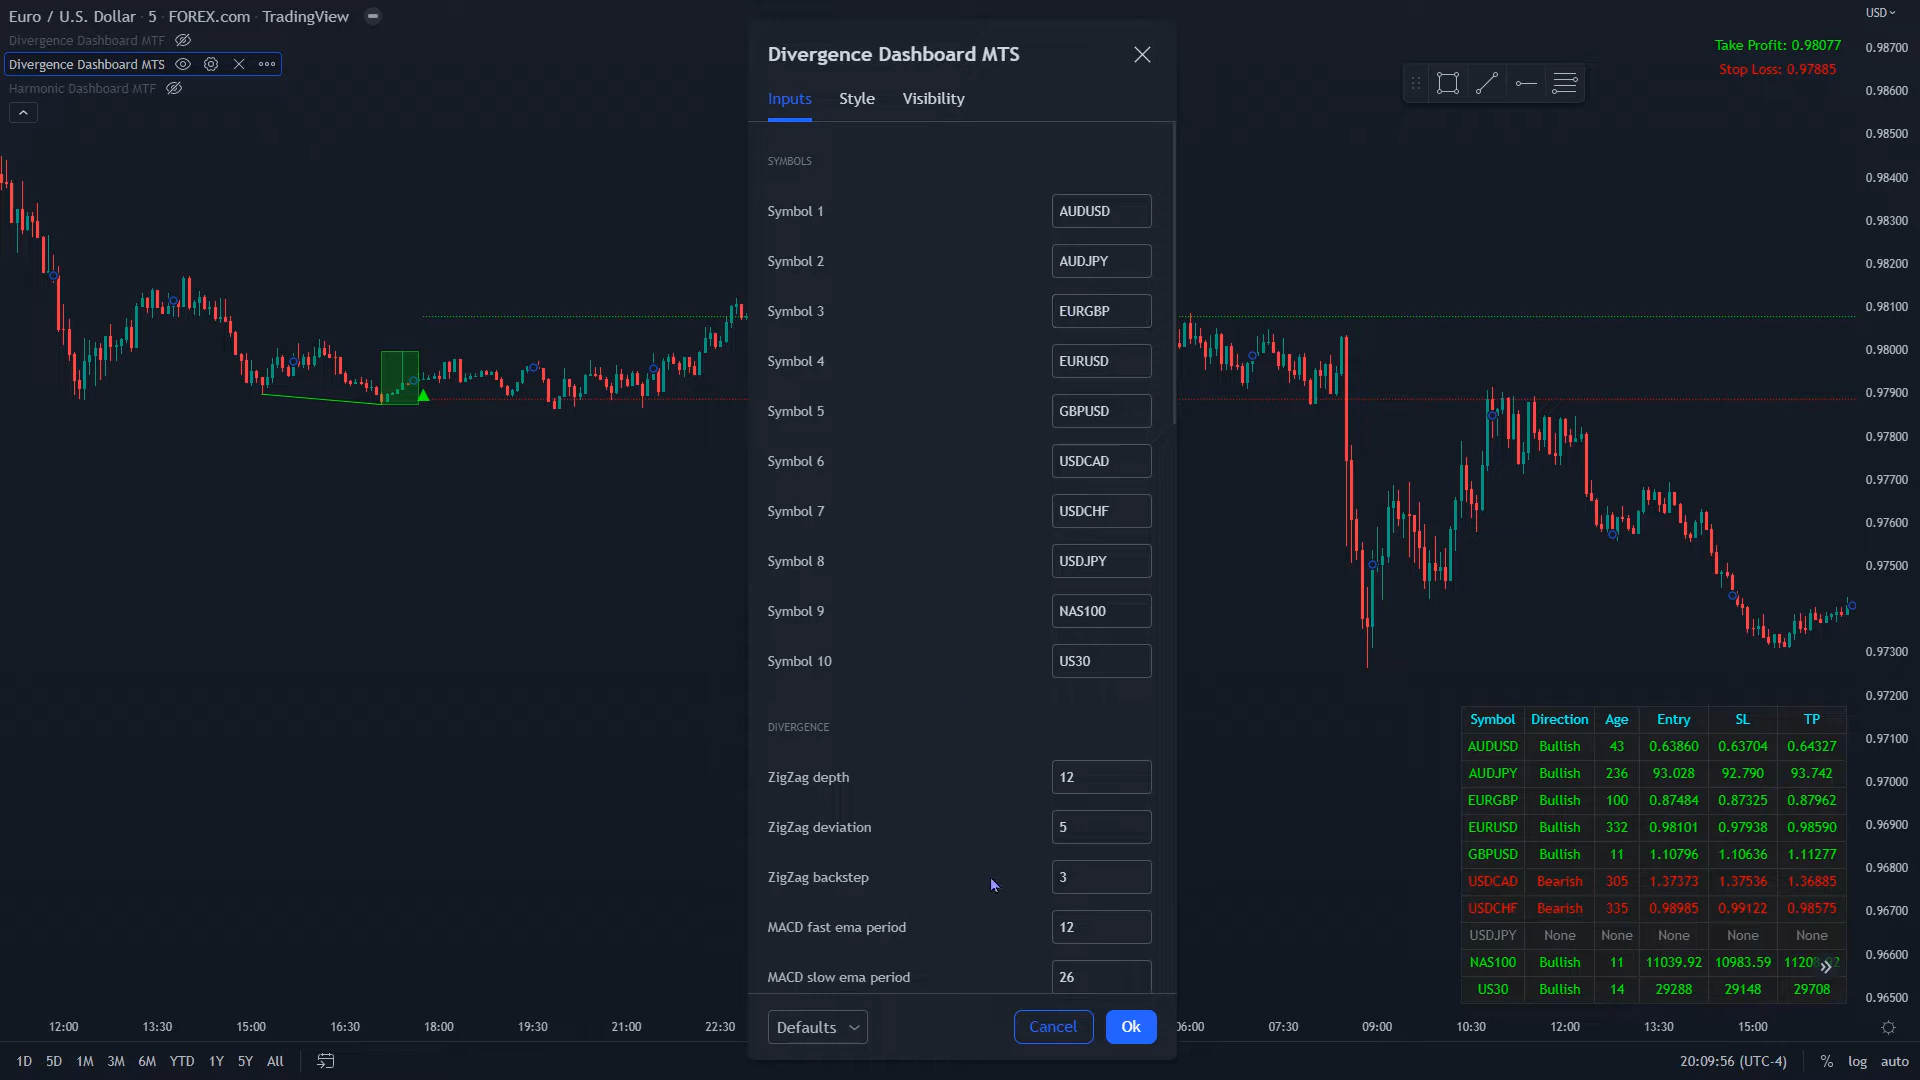 Euro / U.S. Dollar · 5 · FOREX.com · TradingView
Divergence Dashboard MTF
Divergence Dashboard MTS
Harmonic Dashboard MTF
Divergence Dashboard MTS
Inputs Style Visibility
SYMBOLS
Symbol 1 AUDUSD
Symbol 2 AUDJPY
Symbol 3 EURGBP
Symbol 4 EURUSD
Symbol 5 GBPUSD
Symbol 6 USDCAD
Symbol 7 USDCHF
Symbol 8 USDJPY
Symbol 9 NAS100
Symbol 10 US30
DIVERGENCE
ZigZag depth 12
ZigZag deviation 5
ZigZag backstep 3
MACD fast ema period 12
MACD slow ema period 26
Defaults Cancel Ok
Take Profit: 0.98077
Stop Loss: 0.97885
USD
0.98700
0.98600
0.98500
0.98400
0.98300
0.98200
0.98100
0.98000
0.97900
0.97800
0.97700
0.97600
0.97500
0.97300
0.97200
0.97100
0.97000
0.96900
0.96800
0.96700
0.96600
0.96500
Symbol Direction Age Entry SL TP
AUDUSD Bullish 43 0.63860 0.63704 0.64327
AUDJPY Bullish 236 93.028 92.790 93.742
EURGBP Bullish 100 0.87484 0.87325 0.87962
EURUSD Bullish 332 0.98101 0.97938 0.98590
GBPUSD Bullish 11 1.10796 1.10636 1.11277
USDCAD Bearish 305 1.37373 1.37536 1.36885
USDCHF Bearish 335 0.98985 0.99122 0.98575
USDJPY None None None None None
NAS100 Bullish 11 11039.92 10983.59
US30 Bullish 14 29288 29148 29708
12:00 13:30 15:00 16:30 18:00 19:30 21:00 22:30 06:00 07:30 09:00 10:30 12:00 13:30 15:00
1D 5D 1M 3M 6M YTD 1Y 5Y All
20:09:56 (UTC-4) % log auto